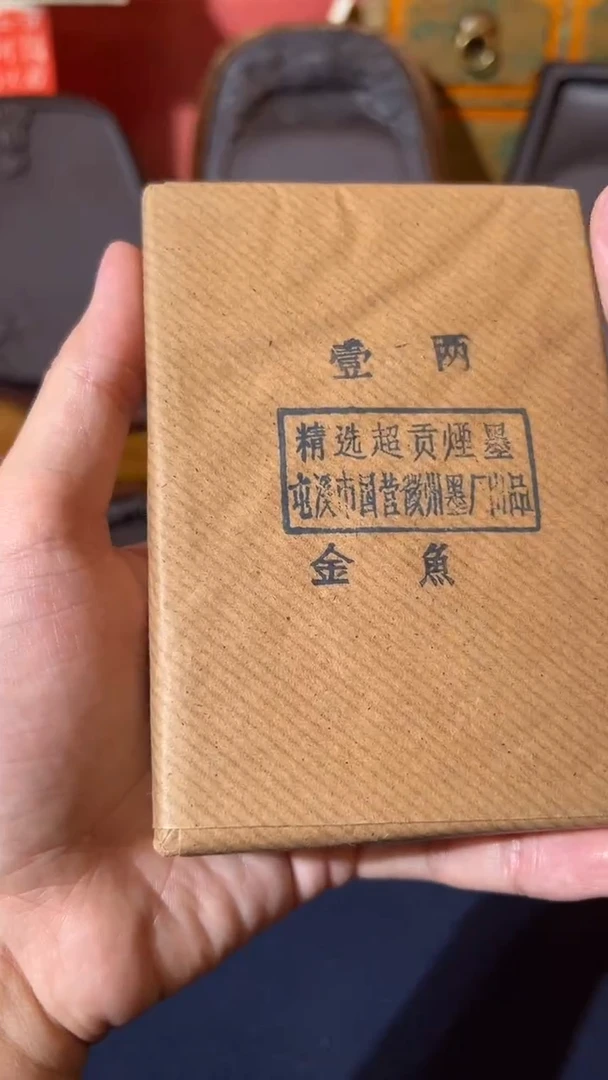 壹 两
精选超贡煙墨
屯溪市国营徽州墨厂出品
金 魚